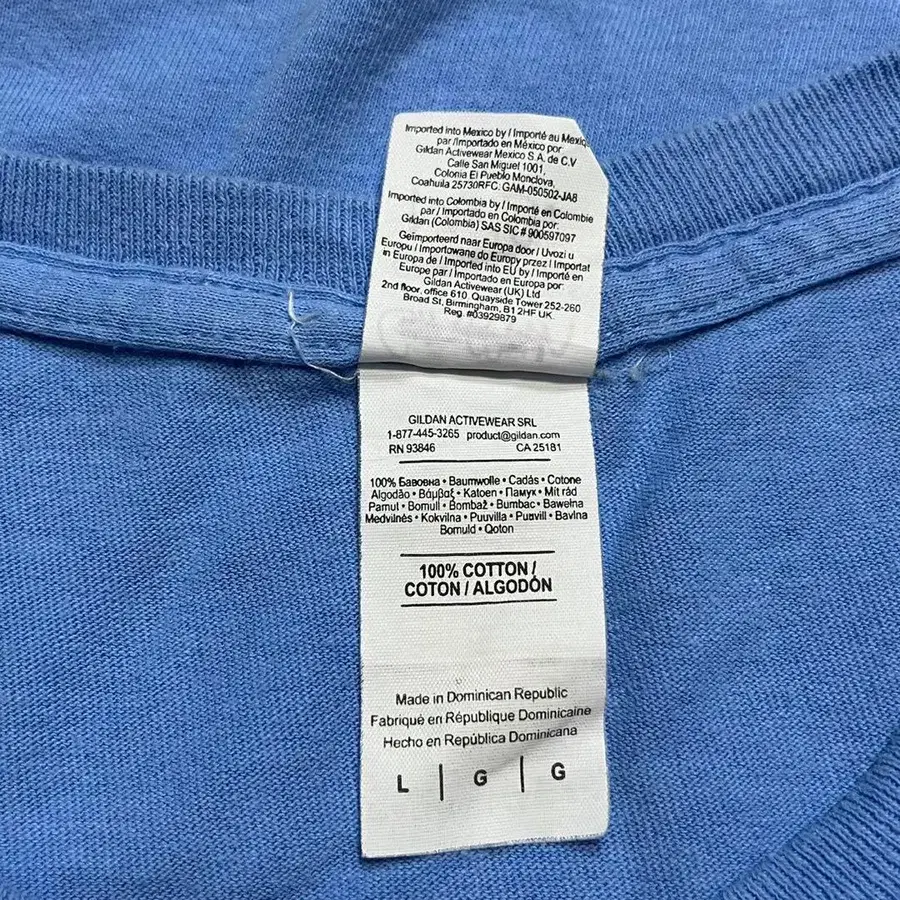 Imported into Mexico by / Importé au Mexiq
par /Importado en México por
Gildan Activewear Mexico S.A. de C.V
Calle San Miguel 1001,
Colonia El Pueblo Monclova,
Coahuila 25730RFC: GAM-050502-JA8
Imported into Colombia by / Importé en Colombie
par / Importado en Colombia por:
Gildan (Colombia) SAS SIC # 900597097
Geïmporteerd naar Europa door / Uvozi u
Europu / Importowane do Europy przez / Importat
in Europa de / Imported into EU by / Importé en
Europe par / Importado en Europa por:
Gildan Activewear (UK) Ltd
2nd floor, office 610, Quayside Tower 252-260
Broad St, Birmingham, B1 2HF UK.
Reg. #03929879
GILDAN ACTIVEWEAR SRL
1-877-445-3265 product@gildan.com
RN 93846 CA 25181
100% Бавовна • Baumwolle • Cadás • Cotone
Algodão • Βάμβαξ • Katoen • Памук • Mit rád
Pamul • Bomull • Bombaž • Bumbac • Bawełna
Medvilnės • Kokvilna • Puuvilla • Puuvill • Bavlna
Bomuld • Qoton
100% COTTON /
COTON / ALGODÓN
Made in Dominican Republic
Fabriqué en République Dominicaine
Hecho en República Dominicana
L | G | G